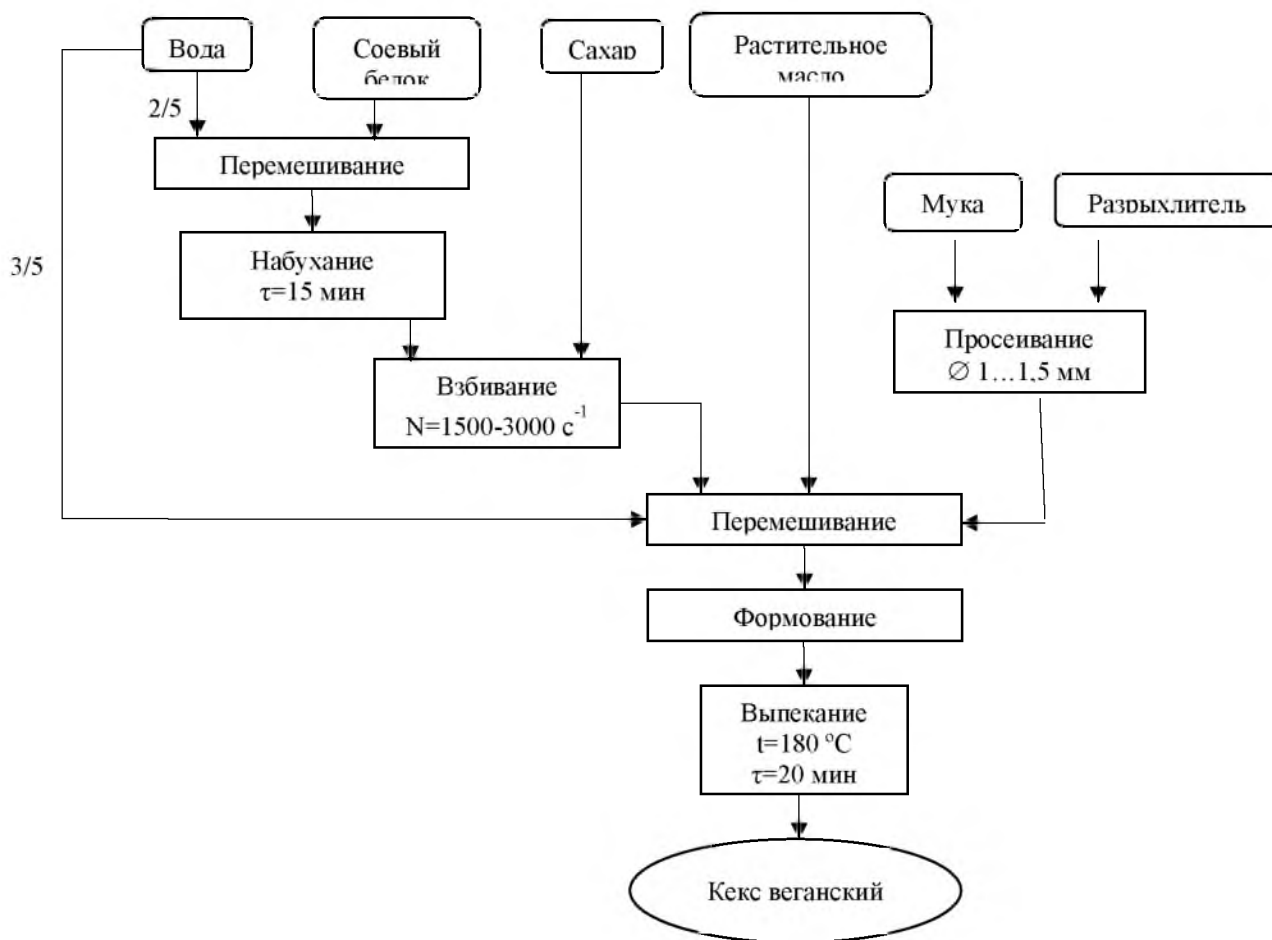 Вода
Соевый
белок
Сахар
Растительное
масло
2/5
Перемешивание
Мука
Разрыхлитель
3/5
Набухание
τ=15 мин
Просеивание
∅ 1…1,5 мм
Взбивание
N=1500-3000 с⁻¹
Перемешивание
Формование
Выпекание
t=180 ºС
τ=20 мин
Кекс веганский